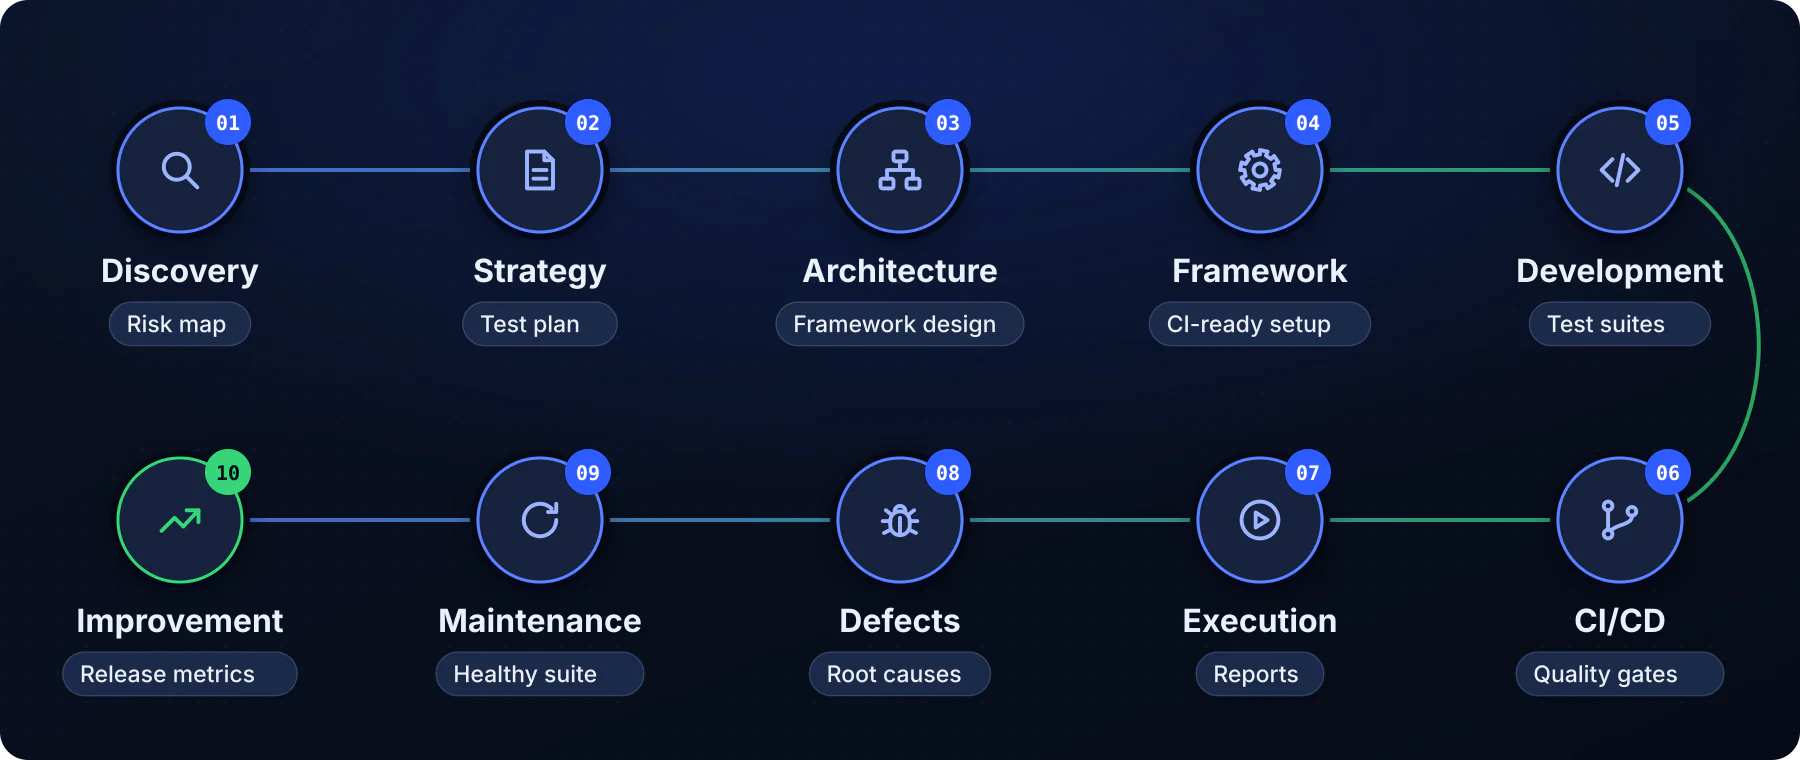 01
Discovery
Risk map
02
Strategy
Test plan
03
Architecture
Framework design
04
Framework
CI-ready setup
05
Development
Test suites
06
CI/CD
Quality gates
07
Execution
Reports
08
Defects
Root causes
09
Maintenance
Healthy suite
10
Improvement
Release metrics